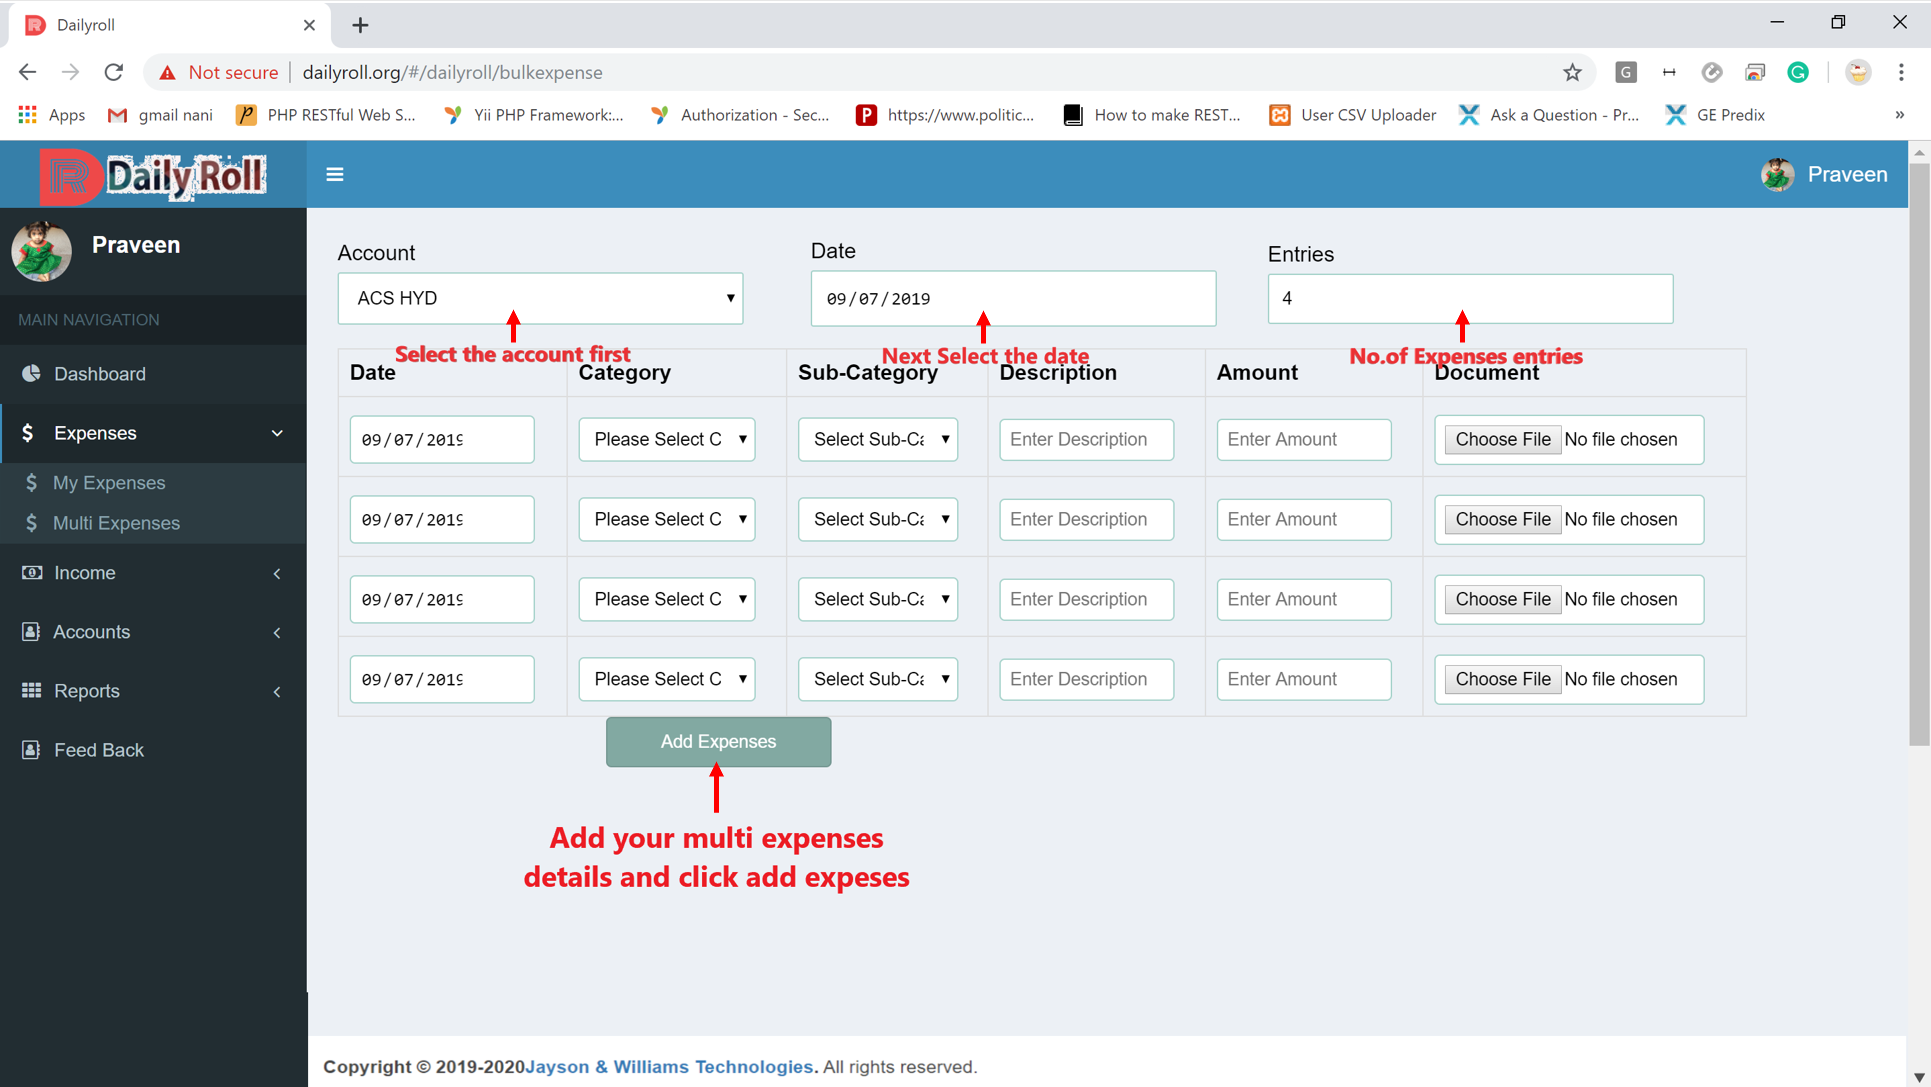 Dailyroll
Not secure dailyroll.org/#/dailyroll/bulkexpense
G G
Apps gmail nani PHP RESTful Web S... Yii PHP Framework:... Authorization - Sec... https://www.politic... How to make REST... User CSV Uploader Ask a Question - Pr... GE Predix »
R Daily Roll
Praveen
Praveen
MAIN NAVIGATION
Dashboard
Expenses
My Expenses
Multi Expenses
Income
Accounts
Reports
Feed Back
Account Date Entries
ACS HYD 09/07/2019 4
Select the account first Next Select the date No.of Expenses entries
Date Category Sub-Category Description Amount Document
09/07/2019 Please Select C Select Sub-Ca Enter Description Enter Amount Choose File No file chosen
09/07/2019 Please Select C Select Sub-Ca Enter Description Enter Amount Choose File No file chosen
09/07/2019 Please Select C Select Sub-Ca Enter Description Enter Amount Choose File No file chosen
09/07/2019 Please Select C Select Sub-Ca Enter Description Enter Amount Choose File No file chosen
Add Expenses
Add your multi expenses
details and click add expeses
Copyright © 2019-2020Jayson & Williams Technologies. All rights reserved.